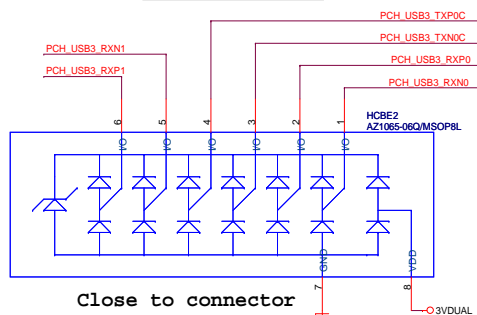 PCH_USB3_TXP0C
PCH_USB3_RXN1
PCH_USB3_TXN0C
PCH_USB3_RXP1
PCH_USB3_RXP0
PCH_USB3_RXN0
HCBE2
AZ1065-06Q/MSOP8L
6 5 4 3 2 1
I/O I/O I/O I/O I/O I/O
GND VDD
7 8
Close to connector
3VDUAL